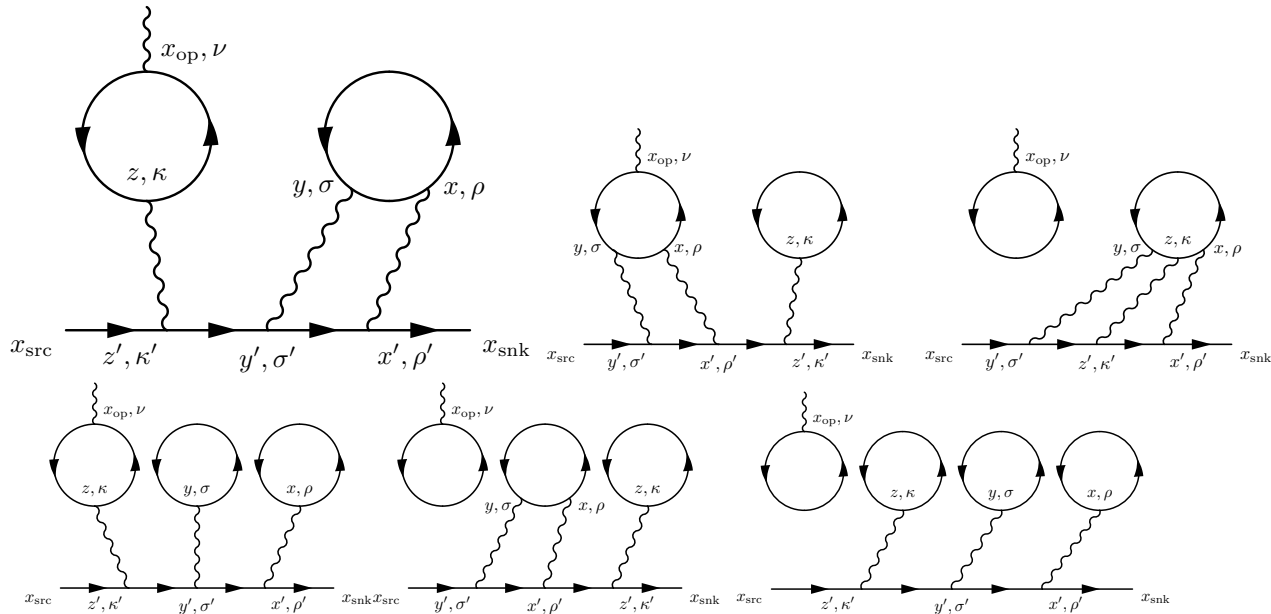 x_op, ν
z, κ
y, σ x, ρ
x_src z′, κ′ y′, σ′ x′, ρ′ x_snk
x_op, ν
y, σ x, ρ z, κ
x_src y′, σ′ x′, ρ′ z′, κ′ x_snk
x_op, ν
y, σ z, κ x, ρ
x_src y′, σ′ z′, κ′ x′, ρ′ x_snk
x_op, ν
z, κ y, σ x, ρ
x_src z′, κ′ y′, σ′ x′, ρ′ x_snk
x_op, ν
y, σ x, ρ z, κ
x_src y′, σ′ x′, ρ′ z′, κ′ x_snk
x_op, ν
z, κ y, σ x, ρ
x_src z′, κ′ y′, σ′ x′, ρ′ x_snk